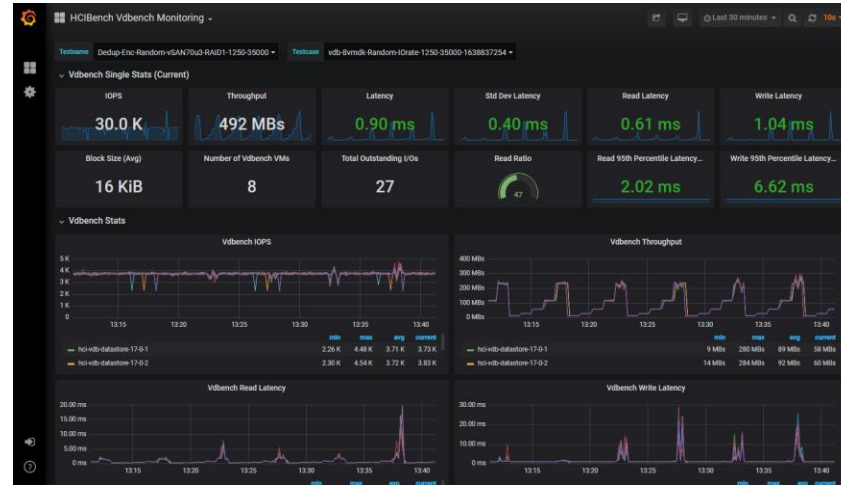 HCIBench Vdbench Monitoring
Last 30 minutes
10s
Testname Dedup-Enc-Random-vSAN70u3-RAID1-1250-35000 Testcase vdb-8vmdk-Random-IOrate-1250-35000-1638837254
Vdbench Single Stats (Current)
IOPS Throughput Latency Std Dev Latency Read Latency Write Latency
30.0 K 492 MBs 0.90 ms 0.40 ms 0.61 ms 1.04 ms
Block Size (Avg) Number of Vdbench VMs Total Outstanding I/Os Read Ratio Read 95th Percentile Latency... Write 95th Percentile Latency...
16 KiB 8 27 47 2.02 ms 6.62 ms
Vdbench Stats
Vdbench IOPS
5 K
4 K
3 K
2 K
1 K
0
13:15 13:20 13:25 13:30 13:35 13:40
min max avg current
hci-vdb-datastore-17-0-1 2.26 K 4.48 K 3.71 K 3.73 K
hci-vdb-datastore-17-0-2 2.30 K 4.54 K 3.72 K 3.83 K
Vdbench Throughput
400 MBs
300 MBs
200 MBs
100 MBs
0 MBs
13:15 13:20 13:25 13:30 13:35 13:40
min max avg current
hci-vdb-datastore-17-0-1 9 MBs 280 MBs 89 MBs 58 MBs
hci-vdb-datastore-17-0-2 14 MBs 284 MBs 92 MBs 60 MBs
Vdbench Read Latency
20.00 ms
15.00 ms
10.00 ms
5.00 ms
0 ms
13:15 13:20 13:25 13:30 13:35 13:40
min max avg current
Vdbench Write Latency
30.00 ms
20.00 ms
10.00 ms
0 ms
13:15 13:20 13:25 13:30 13:35 13:40
min max avg current